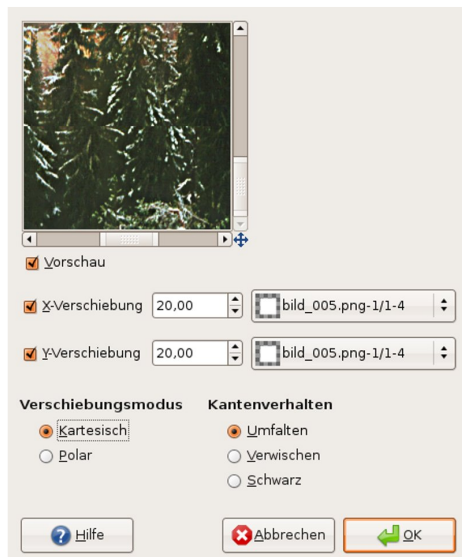 Vorschau
X-Verschiebung 20,00 bild_005.png-1/1-4
Y-Verschiebung 20,00 bild_005.png-1/1-4
Verschiebungsmodus Kantenverhalten
Kartesisch Umfalten
Polar Verwischen
Schwarz
Hilfe Abbrechen OK